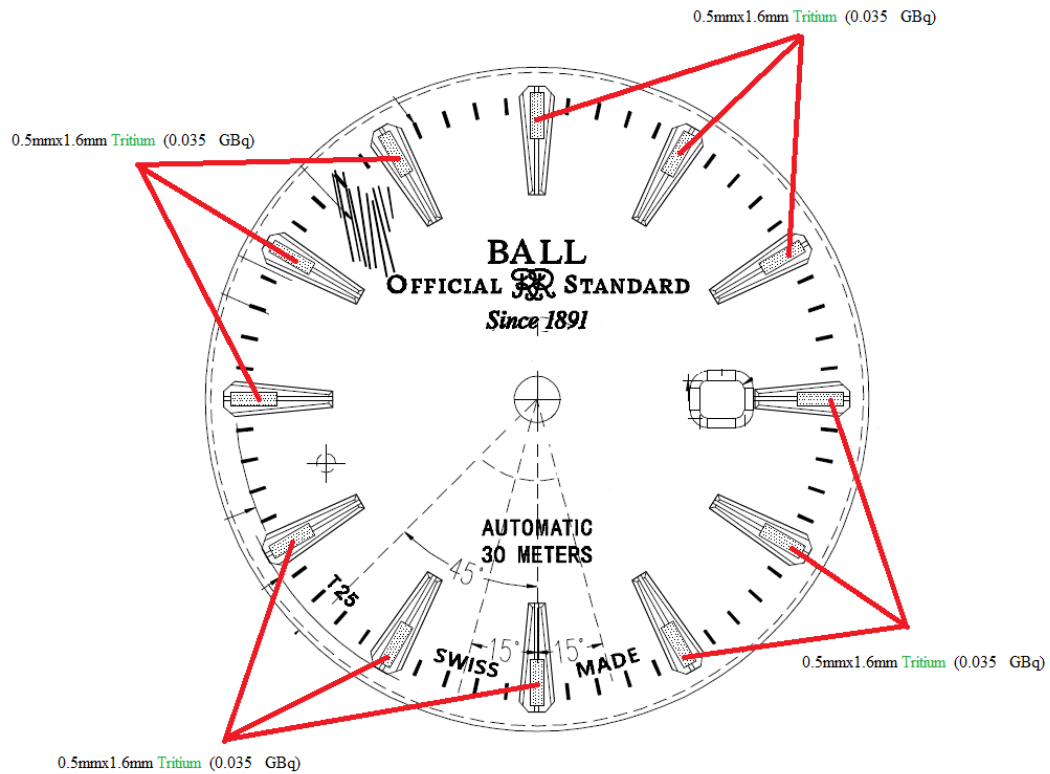 0.5mmx1.6mm Tritium (0.035 GBq)
0.5mmx1.6mm Tritium (0.035 GBq)
BALL
OFFICIAL RR STANDARD
Since 1891
AUTOMATIC
30 METERS
45°
T25
15° 15°
SWISS MADE
0.5mmx1.6mm Tritium (0.035 GBq)
0.5mmx1.6mm Tritium (0.035 GBq)